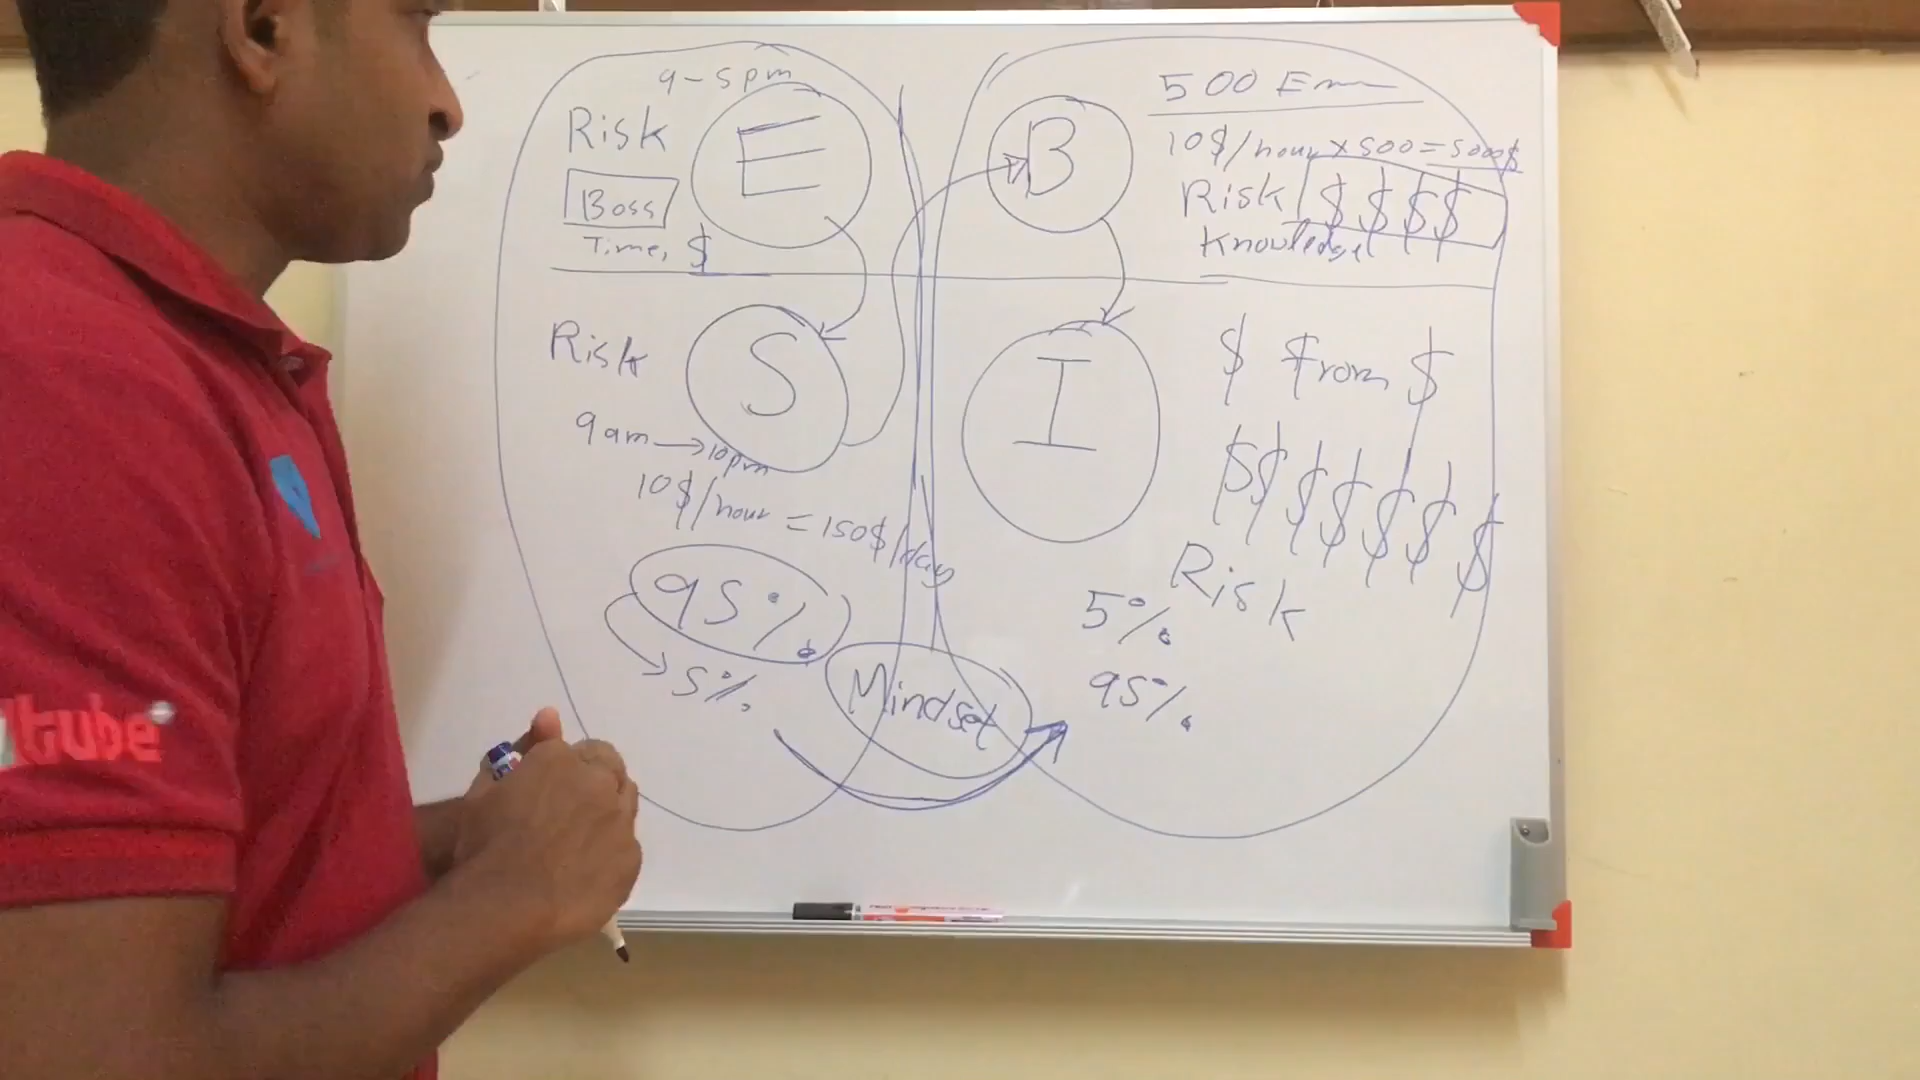 9-5pm
Risk
E
Boss
Time, $
Risk
S
9am → 10pm
10$/hour = 150$/day
95%
5%
Mindset
500 Em
B
10$/hour x 500 = 5000$
Risk $ $ $ $
Knowledge
I
$ From $
$ $ $ $ $ $ $
Risk
5%
95%
tube